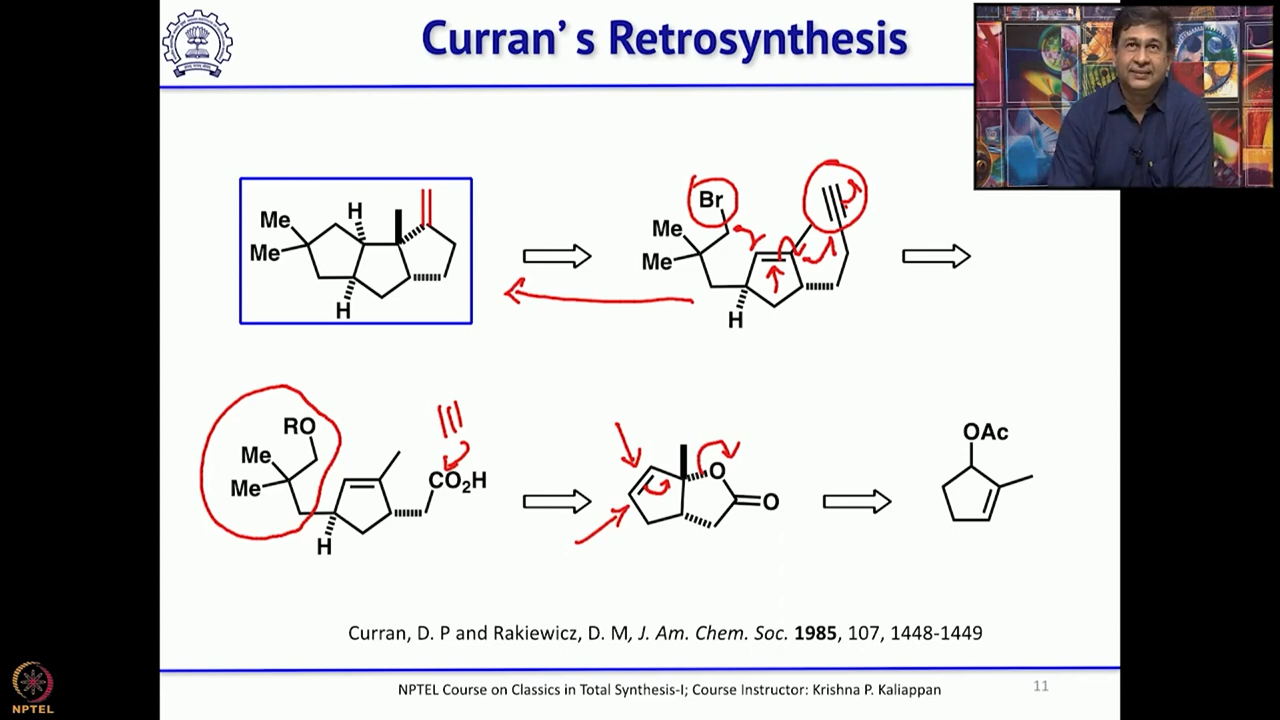 Curran's Retrosynthesis
Br
Me
Me
H
H
Me
Me
H
RO
Me
Me
CO₂H
H
O
O
OAc
Curran, D. P and Rakiewicz, D. M, J. Am. Chem. Soc. 1985, 107, 1448-1449
NPTEL Course on Classics in Total Synthesis-I; Course Instructor: Krishna P. Kaliappan
11
NPTEL